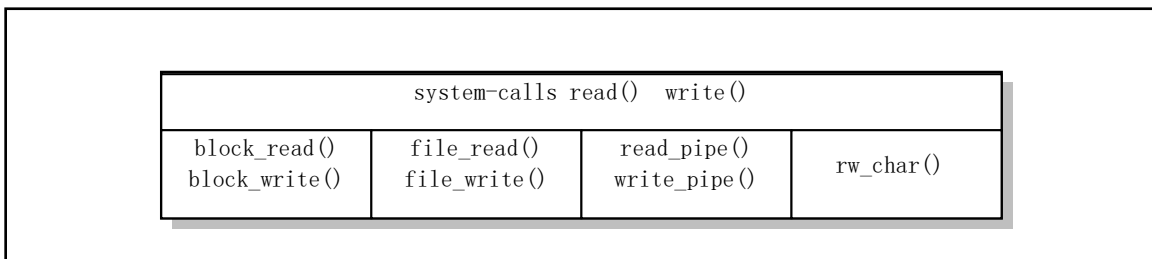 system-calls read()  write()
block_read()
block_write()
file_read()
file_write()
read_pipe()
write_pipe()
rw_char()